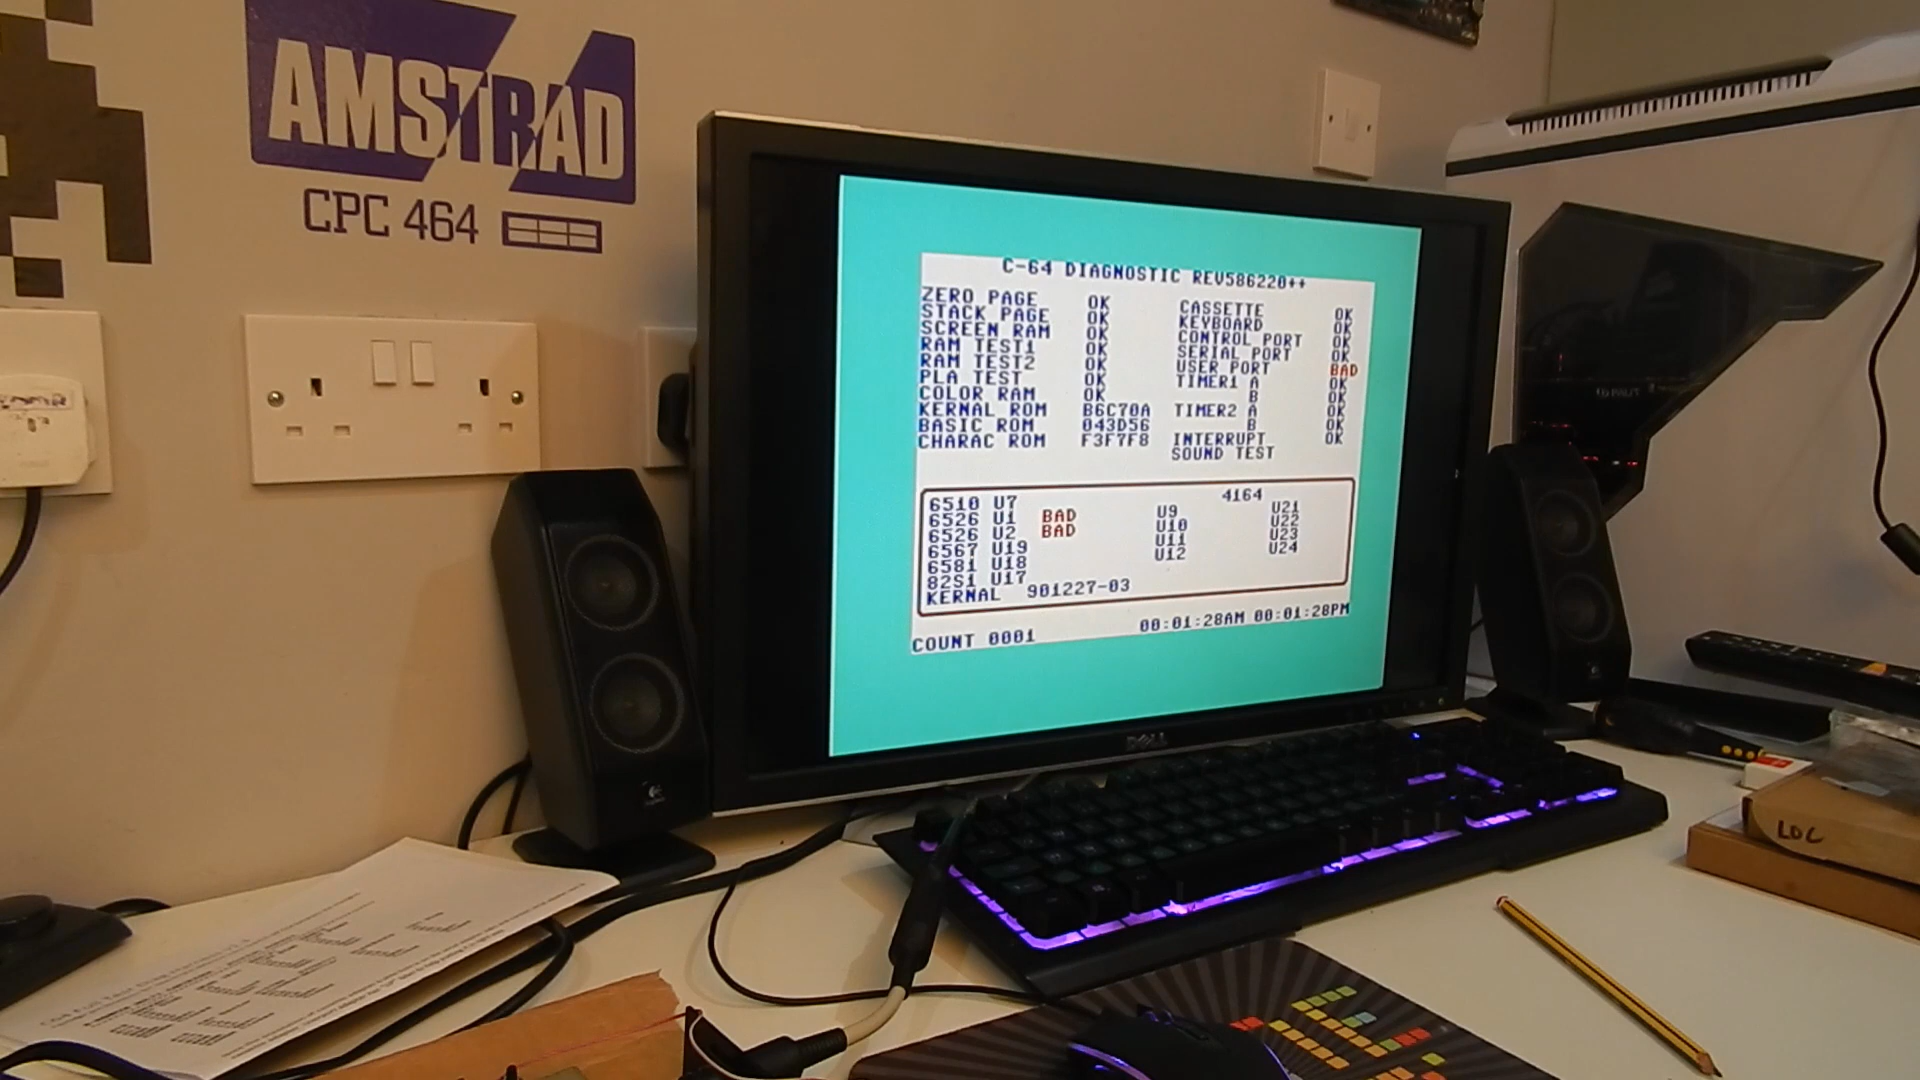 AMSTRAD
CPC 464
C-64 DIAGNOSTIC REV586220++
ZERO PAGE OK
STACK PAGE OK
SCREEN RAM OK
RAM TEST1 OK
RAM TEST2 OK
PLA TEST OK
COLOR RAM OK
KERNAL ROM B6C70A
BASIC ROM 043D56
CHARAC ROM F3F7F8
CASSETTE OK
KEYBOARD OK
CONTROL PORT OK
SERIAL PORT OK
USER PORT BAD
TIMER1 A OK
B OK
TIMER2 A OK
B OK
INTERRUPT OK
SOUND TEST
6510 U7
6526 U1 BAD
6526 U2 BAD
6567 U19
6581 U18
82S1 U17
KERNAL 901227-03
4164
U9 U21
U10 U22
U11 U23
U12 U24
COUNT 0001
00:01:28AM 00:01:28PM
DELL
LDC